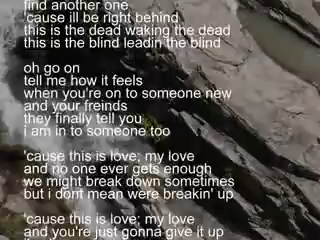 find another one
'cause ill be right behind
this is the dead waking the dead
this is the blind leadin the blind
oh go on
tell me how it feels
when you're on to someone new
and your freinds
they finally tell you
i am in to someone too
'cause this is love; my love
and no one ever gets enough
we might break down sometimes
but i dont mean were breakin' up
'cause this is love; my love
and you're just gonna give it up